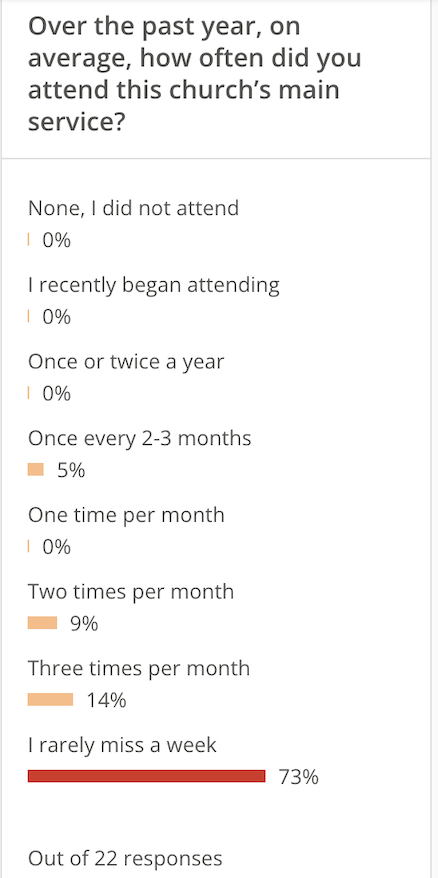 Over the past year, on
average, how often did you
attend this church’s main
service?
None, I did not attend
0%
I recently began attending
0%
Once or twice a year
0%
Once every 2-3 months
5%
One time per month
0%
Two times per month
9%
Three times per month
14%
I rarely miss a week
73%
Out of 22 responses